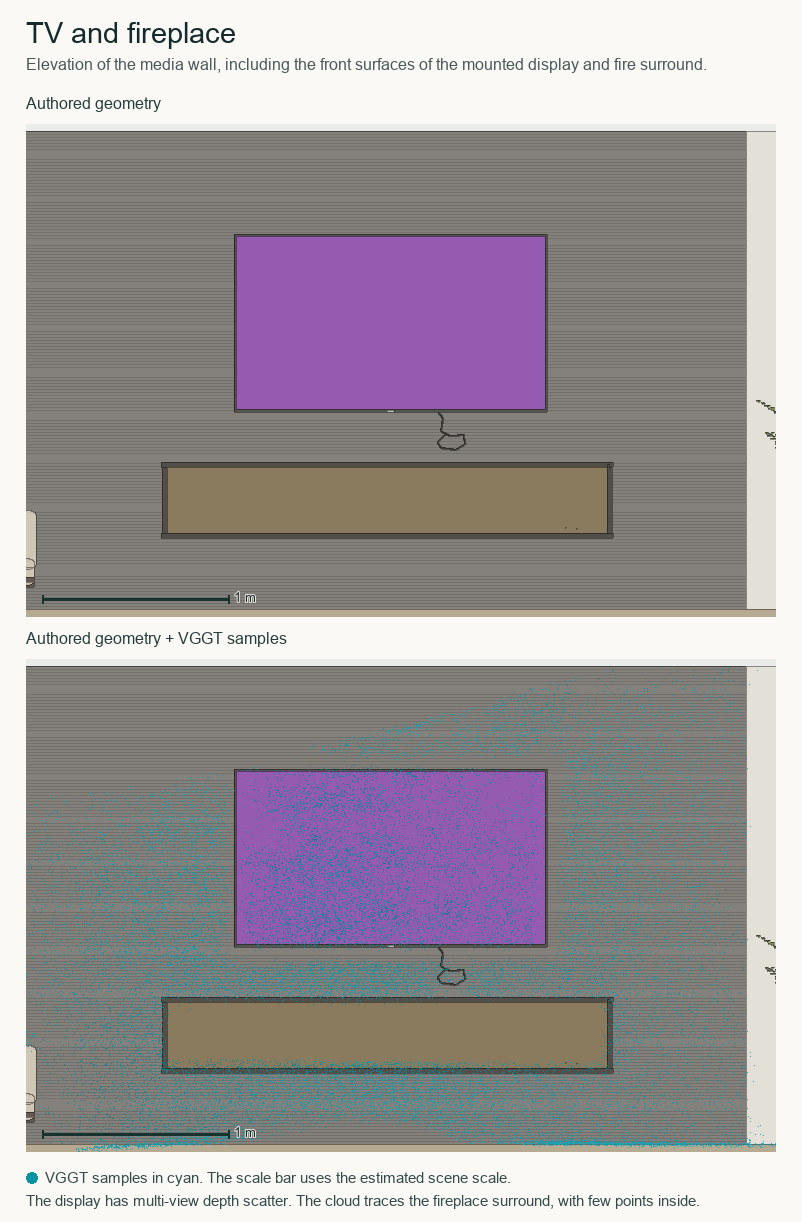 TV and fireplace
Elevation of the media wall, including the front surfaces of the mounted display and fire surround.
Authored geometry
1 m
Authored geometry + VGGT samples
1 m
VGGT samples in cyan. The scale bar uses the estimated scene scale.
The display has multi-view depth scatter. The cloud traces the fireplace surround, with few points inside.